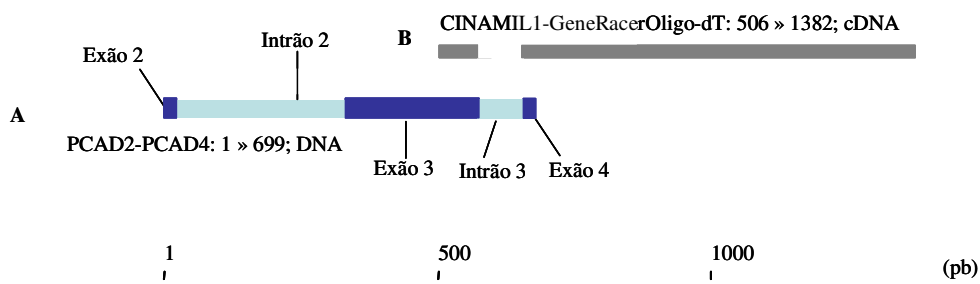 CINAMIL1-GeneRacerOligo-dT: 506 » 1382; cDNA
B
Intrão 2
Exão 2
A
PCAD2-PCAD4: 1 » 699; DNA
Exão 3
Intrão 3
Exão 4
1
500
1000
(pb)